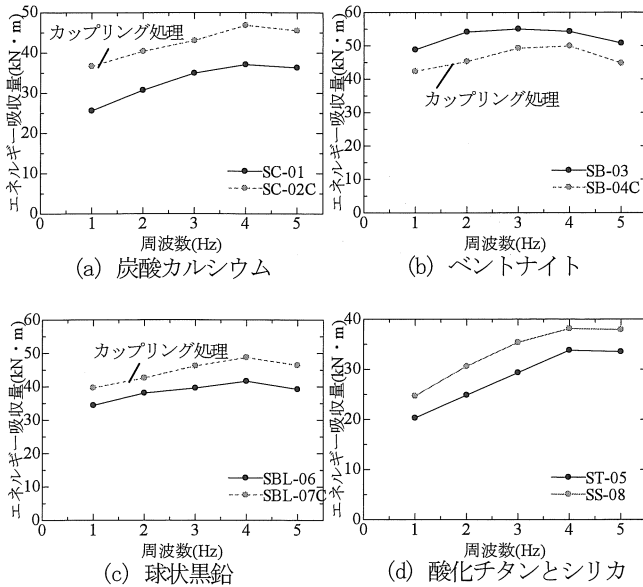 エネルギー吸収量(kN・m)
50
40
30
20
10
0
カップリング処理
SC-01
SC-02C
0 1 2 3 4 5
周波数(Hz)
(a) 炭酸カルシウム
エネルギー吸収量(kN・m)
60
50
40
30
20
10
0
カップリング処理
SB-03
SB-04C
0 1 2 3 4 5
周波数(Hz)
(b) ベントナイト
エネルギー吸収量(kN・m)
60
50
40
30
20
10
0
カップリング処理
SBL-06
SBL-07C
0 1 2 3 4 5
周波数(Hz)
(c) 球状黒鉛
エネルギー吸収量(kN・m)
40
30
20
10
0
ST-05
SS-08
0 1 2 3 4 5
周波数(Hz)
(d) 酸化チタンとシリカ